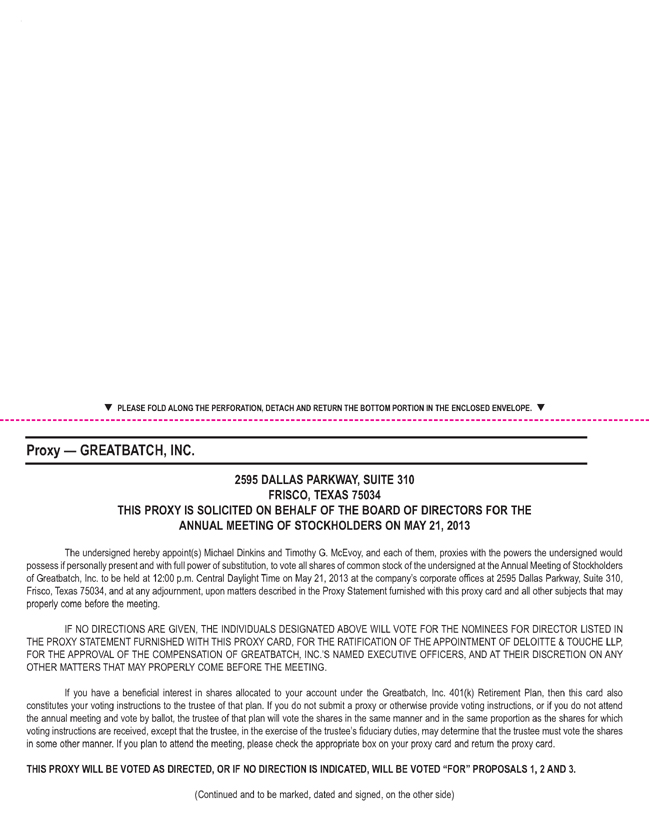 ▼ PLEASE FOLD ALONG THE PERFORATION, DETACH AND RETURN THE BOTTOM PORTION IN THE ENCLOSED ENVELOPE. ▼
Proxy — GREATBATCH, INC.
2595 DALLAS PARKWAY, SUITE 310
FRISCO, TEXAS 75034
THIS PROXY IS SOLICITED ON BEHALF OF THE BOARD OF DIRECTORS FOR THE
ANNUAL MEETING OF STOCKHOLDERS ON MAY 21, 2013
The undersigned hereby appoint(s) Michael Dinkins and Timothy G. McEvoy, and each of them, proxies with the powers the undersigned would
possess if personally present and with full power of substitution, to vote all shares of common stock of the undersigned at the Annual Meeting of Stockholders
of Greatbatch, Inc. to be held at 12:00 p.m. Central Daylight Time on May 21, 2013 at the company's corporate offices at 2595 Dallas Parkway, Suite 310,
Frisco, Texas 75034, and at any adjournment, upon matters described in the Proxy Statement furnished with this proxy card and all other subjects that may
properly come before the meeting.
IF NO DIRECTIONS ARE GIVEN, THE INDIVIDUALS DESIGNATED ABOVE WILL VOTE FOR THE NOMINEES FOR DIRECTOR LISTED IN
THE PROXY STATEMENT FURNISHED WITH THIS PROXY CARD, FOR THE RATIFICATION OF THE APPOINTMENT OF DELOITTE & TOUCHE LLP,
FOR THE APPROVAL OF THE COMPENSATION OF GREATBATCH, INC.'S NAMED EXECUTIVE OFFICERS, AND AT THEIR DISCRETION ON ANY
OTHER MATTERS THAT MAY PROPERLY COME BEFORE THE MEETING.
If you have a beneficial interest in shares allocated to your account under the Greatbatch, Inc. 401(k) Retirement Plan, then this card also
constitutes your voting instructions to the trustee of that plan. If you do not submit a proxy or otherwise provide voting instructions, or if you do not attend
the annual meeting and vote by ballot, the trustee of that plan will vote the shares in the same manner and in the same proportion as the shares for which
voting instructions are received, except that the trustee, in the exercise of the trustee's fiduciary duties, may determine that the trustee must vote the shares
in some other manner. If you plan to attend the meeting, please check the appropriate box on your proxy card and return the proxy card.
THIS PROXY WILL BE VOTED AS DIRECTED, OR IF NO DIRECTION IS INDICATED, WILL BE VOTED "FOR" PROPOSALS 1, 2 AND 3.
(Continued and to be marked, dated and signed, on the other side)